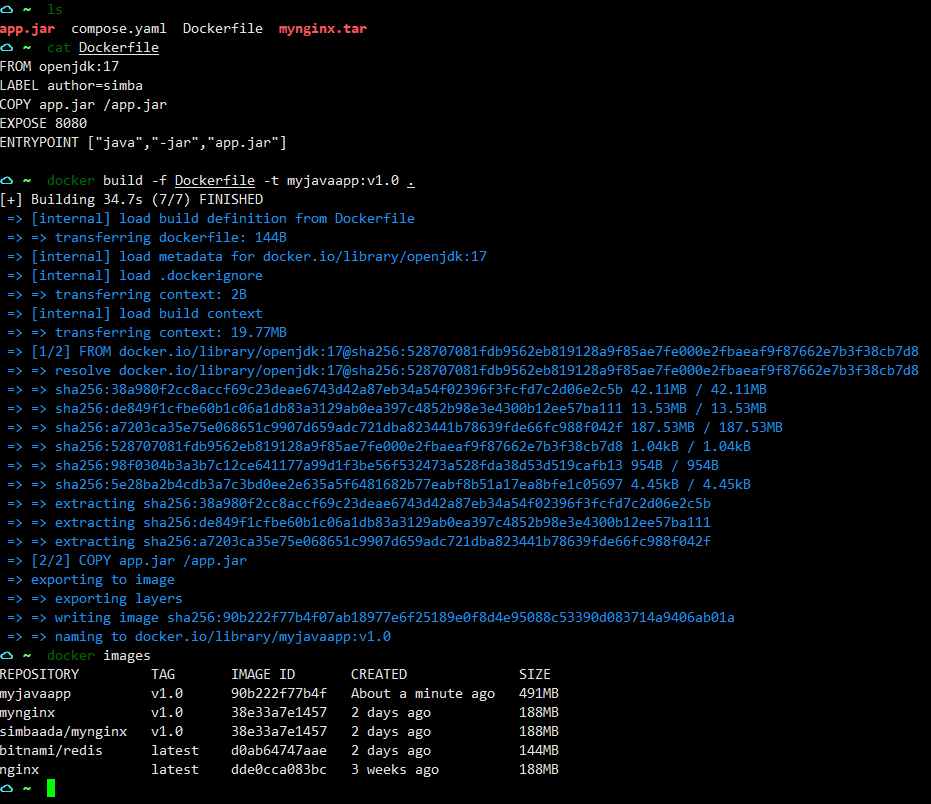 ~ ls
app.jar compose.yaml Dockerfile mynginx.tar
~ cat Dockerfile
FROM openjdk:17
LABEL author=simba
COPY app.jar /app.jar
EXPOSE 8080
ENTRYPOINT ["java","-jar","app.jar"]
~ docker build -f Dockerfile -t myjavaapp:v1.0 .
[+] Building 34.7s (7/7) FINISHED
=> [internal] load build definition from Dockerfile
=> => transferring dockerfile: 144B
=> [internal] load metadata for docker.io/library/openjdk:17
=> [internal] load .dockerignore
=> => transferring context: 2B
=> [internal] load build context
=> => transferring context: 19.77MB
=> [1/2] FROM docker.io/library/openjdk:17@sha256:528707081fdb9562eb819128a9f85ae7fe000e2fbaeaf9f87662e7b3f38cb7d8
=> => resolve docker.io/library/openjdk:17@sha256:528707081fdb9562eb819128a9f85ae7fe000e2fbaeaf9f87662e7b3f38cb7d8
=> => sha256:38a980f2cc8accf69c23deae6743d42a87eb34a54f02396f3fcfd7c2d06e2c5b 42.11MB / 42.11MB
=> => sha256:de849f1cfbe60b1c06a1db83a3129ab0ea397c4852b98e3e4300b12ee57ba111 13.53MB / 13.53MB
=> => sha256:a7203ca35e75e068651c9907d659adc721dba823441b78639fde66fc988f042f 187.53MB / 187.53MB
=> => sha256:528707081fdb9562eb819128a9f85ae7fe000e2fbaeaf9f87662e7b3f38cb7d8 1.04kB / 1.04kB
=> => sha256:98f0304b3a3b7c12ce641177a99d1f3be56f532473a528fda38d53d519cafb13 954B / 954B
=> => sha256:5e28ba2b4cdb3a7c3bd0ee2e635a5f6481682b77eabf8b51a17ea8bfe1c05697 4.45kB / 4.45kB
=> => extracting sha256:38a980f2cc8accf69c23deae6743d42a87eb34a54f02396f3fcfd7c2d06e2c5b
=> => extracting sha256:de849f1cfbe60b1c06a1db83a3129ab0ea397c4852b98e3e4300b12ee57ba111
=> => extracting sha256:a7203ca35e75e068651c9907d659adc721dba823441b78639fde66fc988f042f
=> [2/2] COPY app.jar /app.jar
=> exporting to image
=> => exporting layers
=> => writing image sha256:90b222f77b4f07ab18977e6f25189e0f8d4e95088c53390d083714a9406ab01a
=> => naming to docker.io/library/myjavaapp:v1.0
~ docker images
REPOSITORY TAG IMAGE ID CREATED SIZE
myjavaapp v1.0 90b222f77b4f About a minute ago 491MB
mynginx v1.0 38e33a7e1457 2 days ago 188MB
simbaada/mynginx v1.0 38e33a7e1457 2 days ago 188MB
bitnami/redis latest d0ab64747aae 2 days ago 144MB
nginx latest dde0cca083bc 3 weeks ago 188MB
~